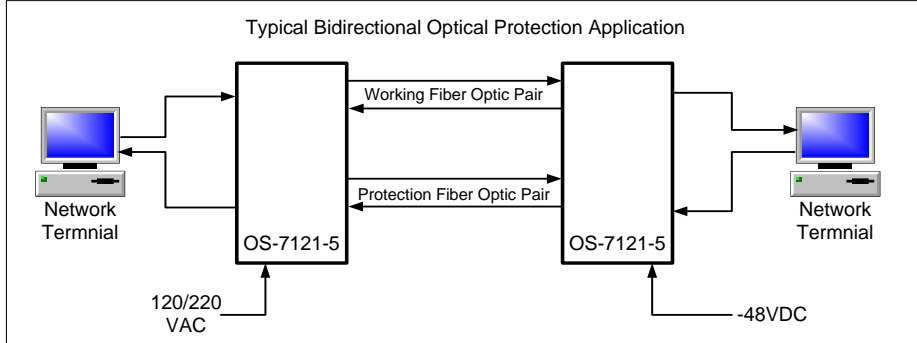 Typical Bidirectional Optical Protection Application
Working Fiber Optic Pair
Protection Fiber Optic Pair
Network
Termnial
OS-7121-5
OS-7121-5
Network
Termnial
120/220
VAC
-48VDC